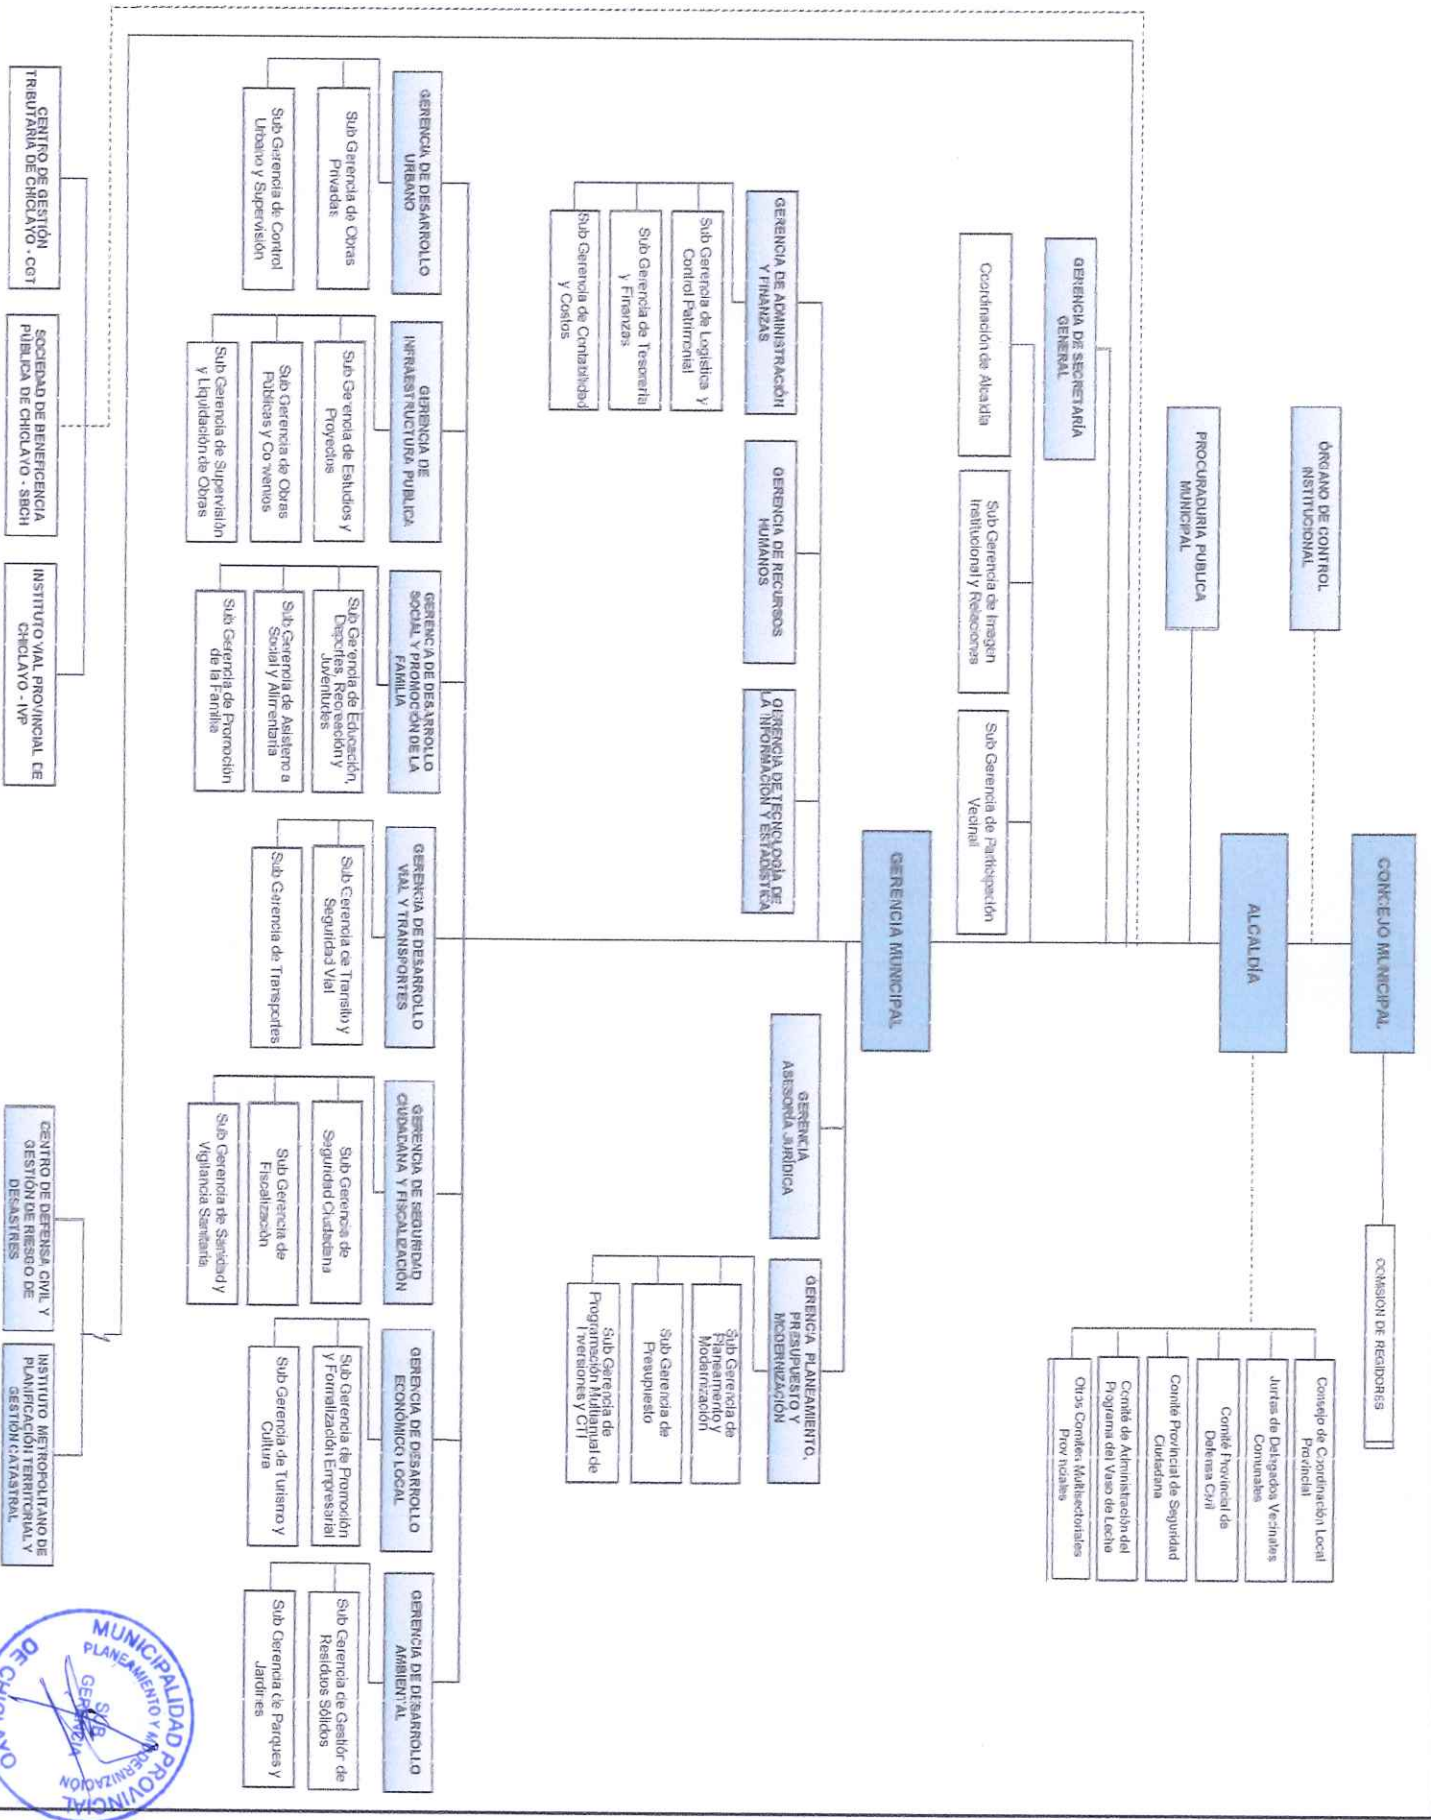 CONCEJO MUNICIPAL
COMISION DE REGIDORES
ÓRGANO DE CONTROL
INSTITUCIONAL
ALCALDÍA
Consejo de Coordinación Local
Provincial
Juntas de Delegados Vecinales
Comunales
Comité Provincial de
Defensa Civil
Comité Provincial de Seguridad
Ciudadana
Comité de Administración del
Programa del Vaso de Leche
Otros Comites Multisectoriales
Provinciales
PROCURADURIA PUBLICA
MUNICIPAL
GERENCIA DE SECRETARÍA
GENERAL
Coordinación de Alcaldía
Sub Gerencia de Imagen
Institucional y Relaciones
Sub Gerencia de Participación
Vecinal
GERENCIA MUNICIPAL
GERENCIA DE ADMINISTRACIÓN
Y FINANZAS
Sub Gerencia de Logística y
Control Patrimonial
Sub Gerencia de Tesoreria
y Finanzas
Sub Gerencia de Contabilidad
y Costos
GERENCIA DE RECURSOS
HUMANOS
GERENCIA DE TECNOLOGÍA DE
LA INFORMACIÓN Y ESTADÍSTICA
GERENCIA
ASESORÍA JURÍDICA
GERENCIA PLANEAMIENTO,
PRESUPUESTO Y
MODERNIZACIÓN
Sub Gerencia de
Planeamento y
Modernización
Sub Gerencia de
Presupuesto
Sub Gerencia de
Programación Multianual de
Inversiones y CTI
GERENCIA DE DESARROLLO
URBANO
Sub Gerencia de Obras
Privadas
Sub Gerencia de Control
Urbano y Supervisión
GERENCIA DE
INFRAESTRUCTURA PUBLICA
Sub Gerencia de Estudios y
Proyectos
Sub Gerencia de Obras
Públicas y Convenios
Sub Gerencia de Supervisión
y Liquidación de Obras
GERENCIA DE DESARROLLO
SOCIAL Y PROMOCIÓN DE LA
FAMILIA
Sub Gerencia de Educación,
Deportes, Recreación y
Juventudes
Sub Gerencia de Asistencia
Social y Alimentaria
Sub Gerencia de Promoción
de la Familia
GERENCIA DE DESARROLLO
VIAL Y TRANSPORTES
Sub Gerencia de Transito y
Seguridad Vial
Sub Gerencia de Transportes
GERENCIA DE SEGURIDAD
CIUDADANA Y FISCALIZACIÓN
Sub Gerencia de
Seguridad Ciudadana
Sub Gerencia de
Fiscalización
Sub Gerencia de Sanidad y
Vigilancia Sanitaria
GERENCIA DE DESARROLLO
ECONÓMICO LOCAL
Sub Gerencia de Promoción
y Formalización Empresarial
Sub Gerencia de Turismo y
Cultura
GERENCIA DE DESARROLLO
AMBIENTAL
Sub Gerencia de Gestión de
Residuos Sólidos
Sub Gerencia de Parques y
Jardines
CENTRO DE GESTIÓN
TRIBUTARIA DE CHICLAYO - CGT
SOCIEDAD DE BENEFICENCIA
PÚBLICA DE CHICLAYO - SBCH
INSTITUTO VIAL PROVINCIAL DE
CHICLAYO - IVP
CENTRO DE DEFENSA CIVIL Y
GESTIÓN DE RIESGO DE
DESASTRES
INSTITUTO METROPOLITANO DE
PLANIFICACIÓN TERRITORIAL Y
GESTIÓN CATASTRAL
MUNICIPALIDAD PROVINCIAL
DE CHICLAYO
PLANEAMIENTO Y MODERNIZACIÓN
SUB
GERENCIA